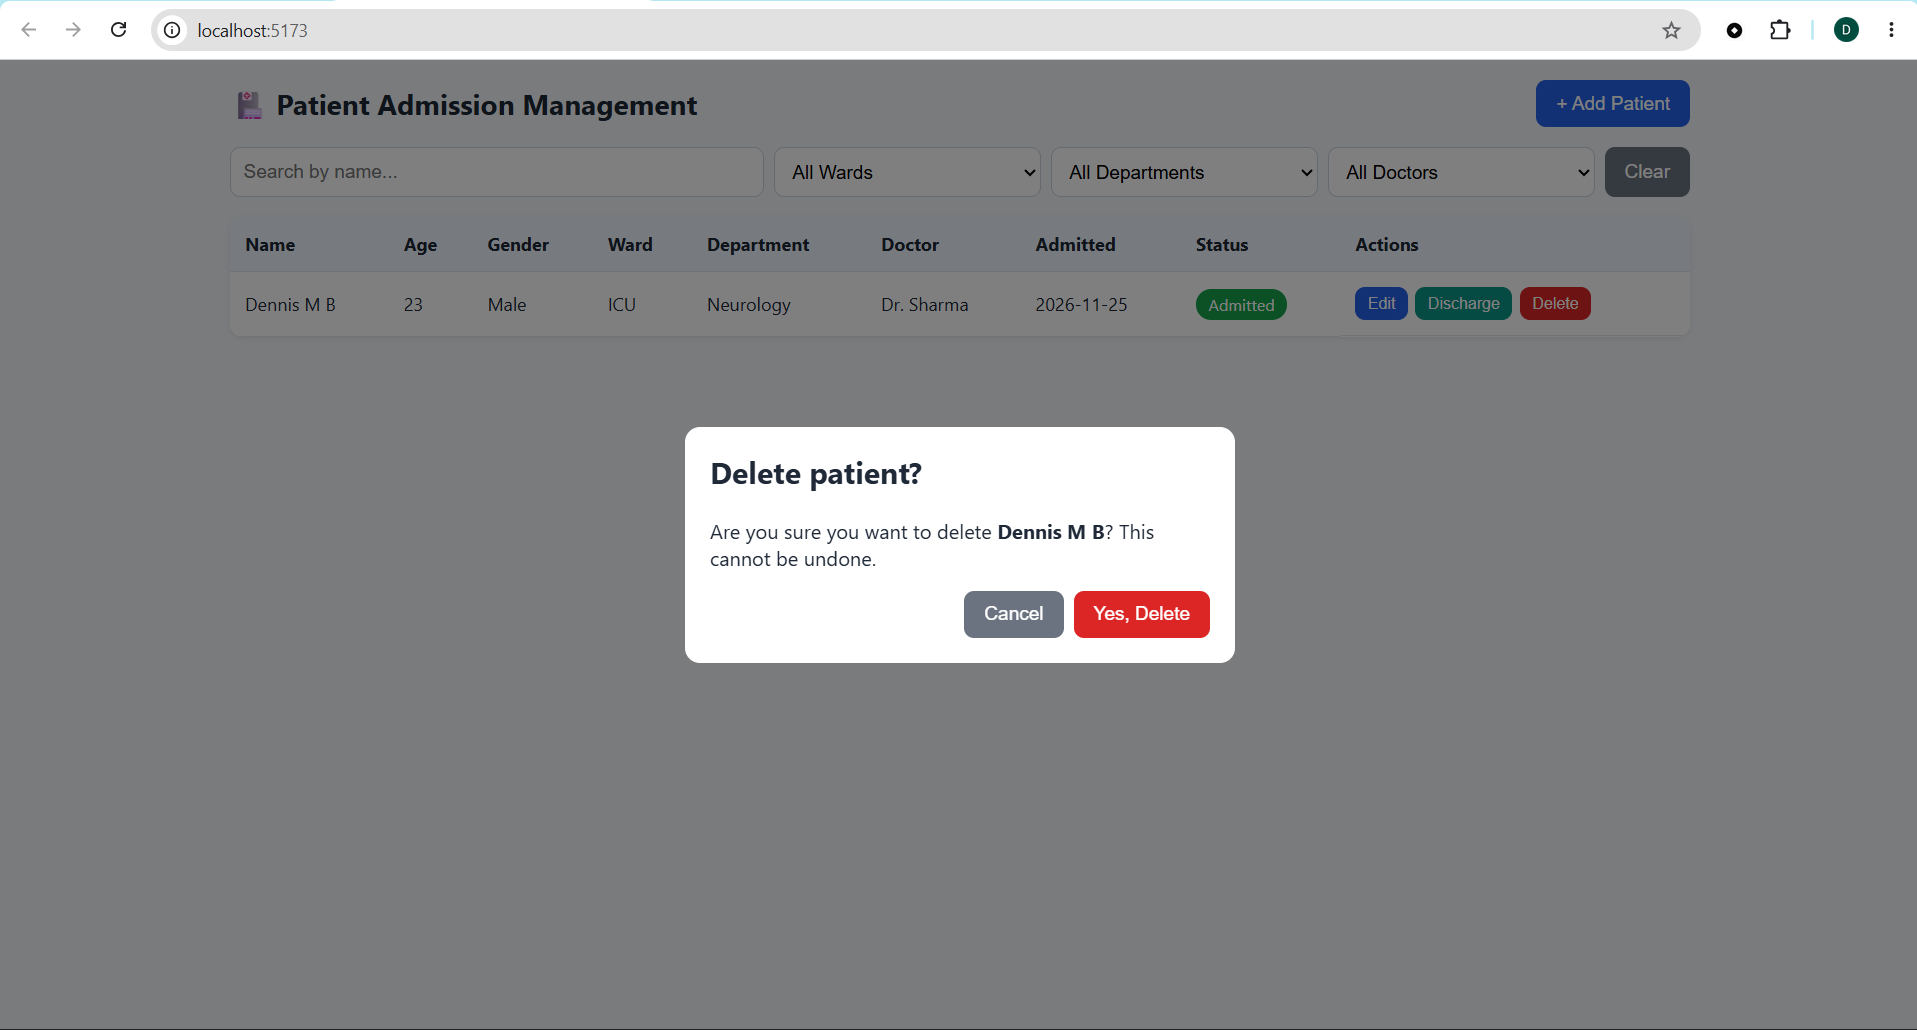 localhost:5173
D
Patient Admission Management
+ Add Patient
Search by name...
All Wards
All Departments
All Doctors
Clear
Name Age Gender Ward Department Doctor Admitted Status Actions
Dennis M B 23 Male ICU Neurology Dr. Sharma 2026-11-25 Admitted Edit Discharge Delete
Delete patient?
Are you sure you want to delete Dennis M B? This
cannot be undone.
Cancel
Yes, Delete